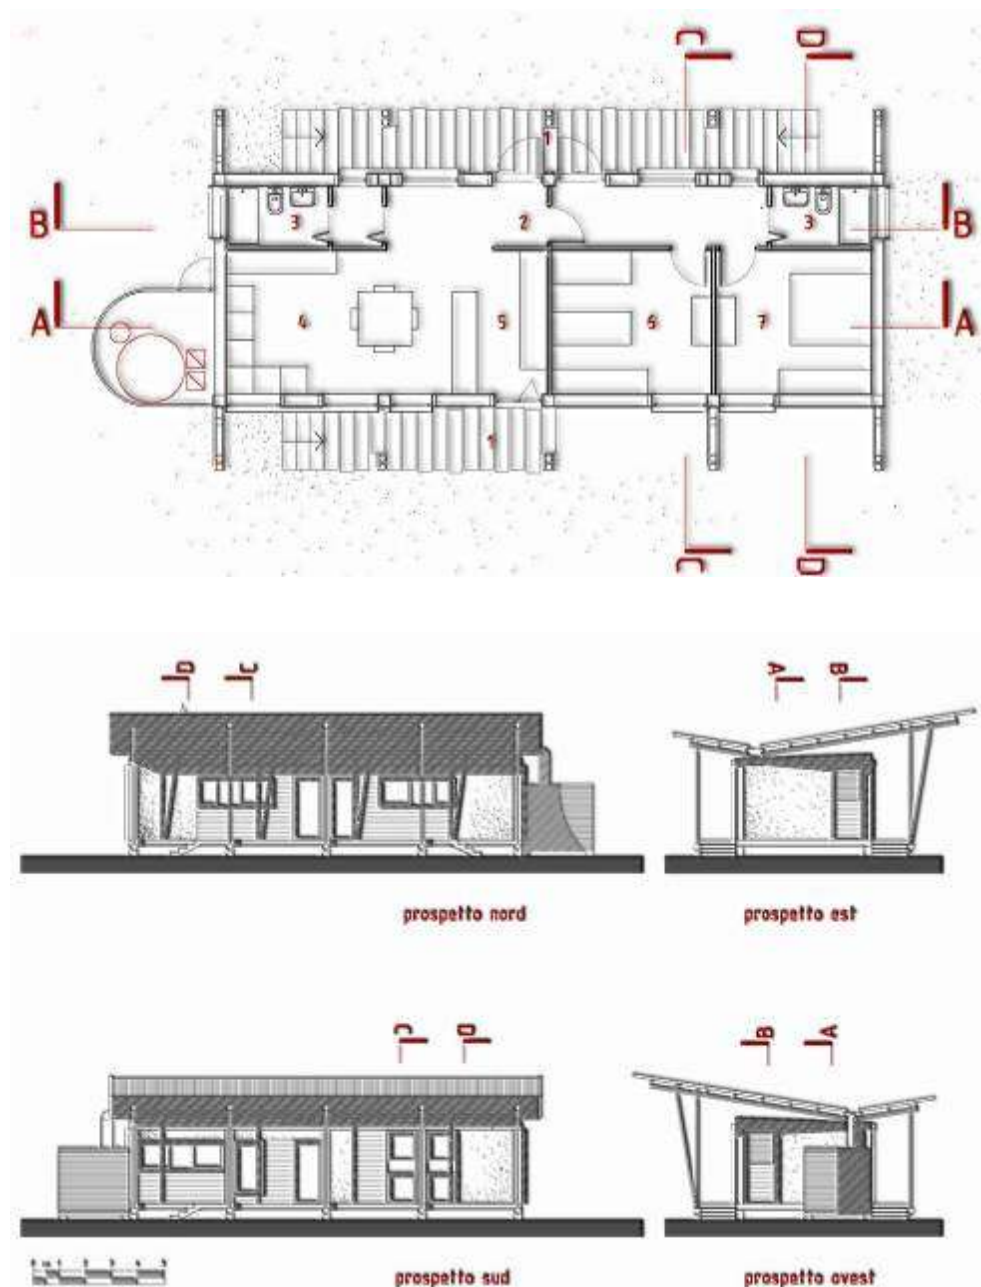 C D
1
B 3 2 3 B
A 4 5 6 7 A
1
C D
D C A B
prospetto nord prospetto est
C D B A
prospetto sud prospetto ovest